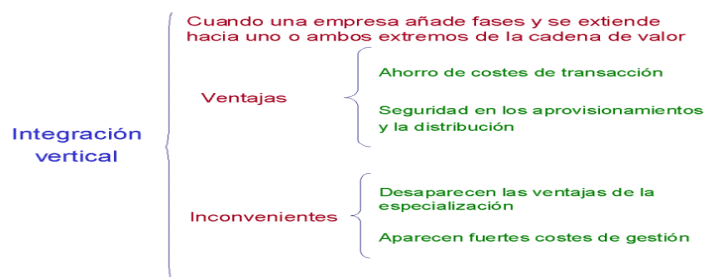 Cuando una empresa añade fases y se extiende
hacia uno o ambos extremos de la cadena de valor
Ventajas
Ahorro de costes de transacción
Seguridad en los aprovisionamientos
y la distribución
Integración
vertical
Inconvenientes
Desaparecen las ventajas de la
especialización
Aparecen fuertes costes de gestión